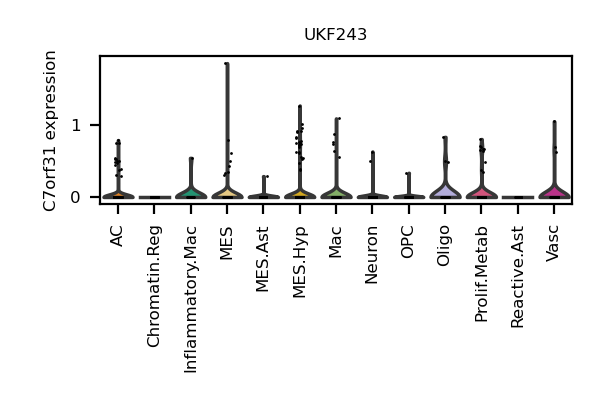 UKF243
C7orf31 expression
1
0
AC
Chromatin.Reg
Inflammatory.Mac
MES
MES.Ast
MES.Hyp
Mac
Neuron
OPC
Oligo
Prolif.Metab
Reactive.Ast
Vasc